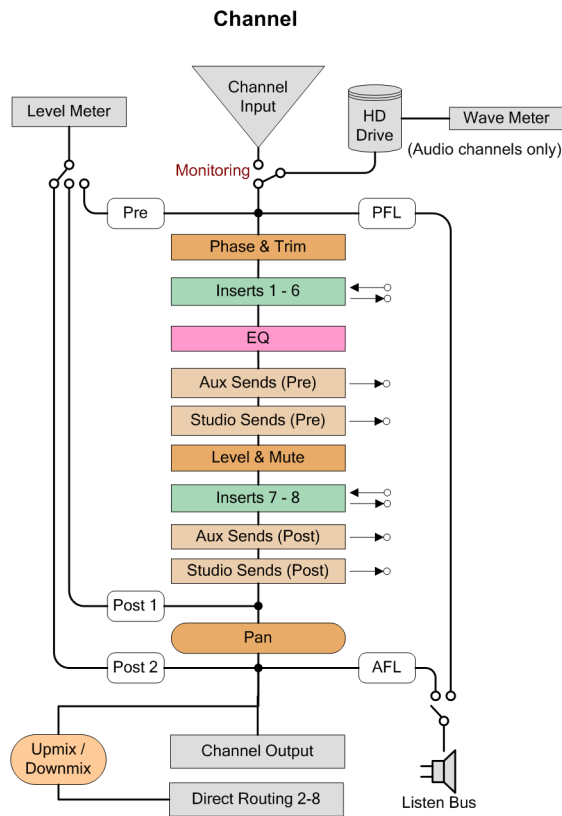 Channel
Channel
Input
Level Meter
HD
Drive
Wave Meter
(Audio channels only)
Monitoring
Pre
PFL
Phase & Trim
Inserts 1 - 6
EQ
Aux Sends (Pre)
Studio Sends (Pre)
Level & Mute
Inserts 7 - 8
Aux Sends (Post)
Studio Sends (Post)
Post 1
Pan
Post 2
AFL
Upmix /
Downmix
Channel Output
Direct Routing 2-8
Listen Bus